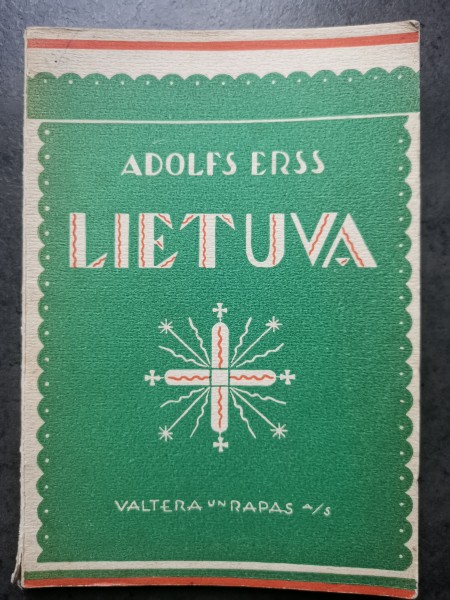 ADOLFS ERSS
LIETUVA
VALTERA UN RAPAS A/S